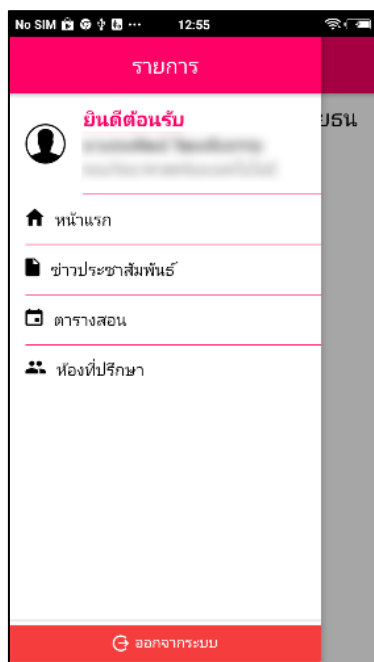 No SIM 12:55
รายการ
ยินดีต้อนรับ
ยธน
หน้าแรก
ข่าวประชาสัมพันธ์
ตารางสอน
ห้องที่ปรึกษา
ออกจากระบบ